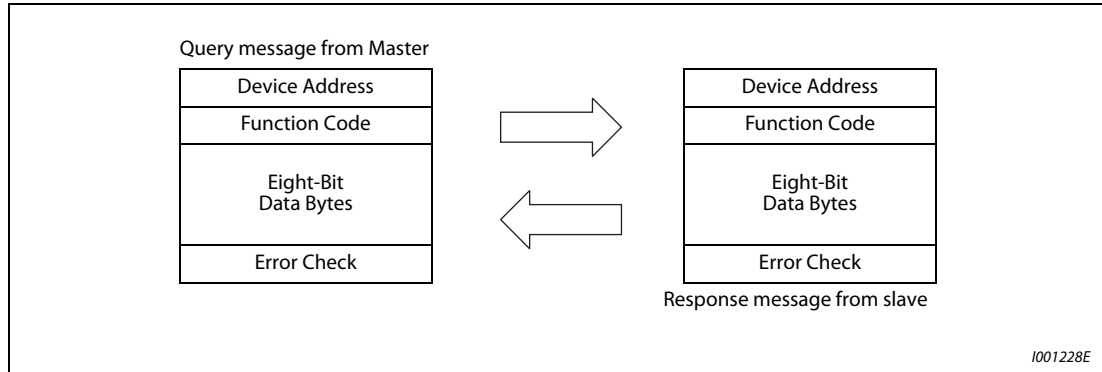 Query message from Master
Device Address
Function Code
Eight-Bit
Data Bytes
Error Check
Device Address
Function Code
Eight-Bit
Data Bytes
Error Check
Response message from slave
I001228E